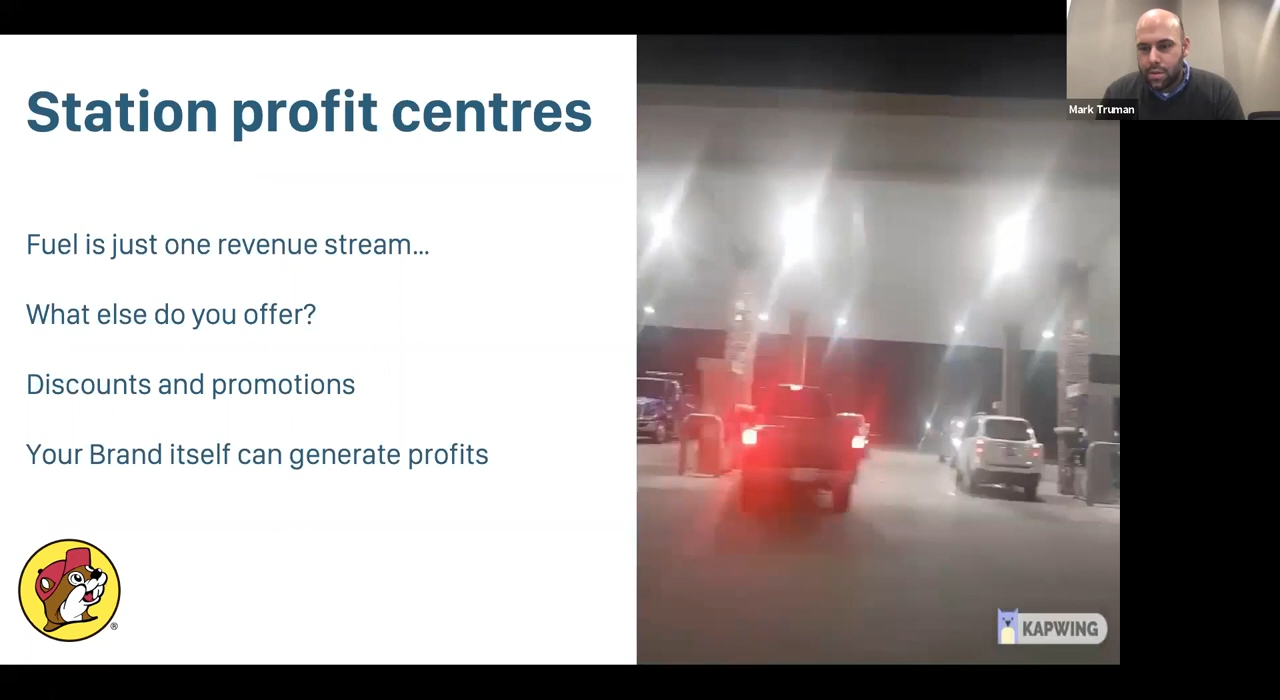 Station profit centres
Mark Truman
Fuel is just one revenue stream...
What else do you offer?
Discounts and promotions
Your Brand itself can generate profits
®
KAPWING